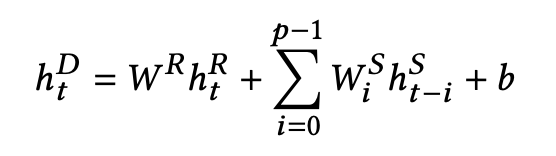 h_t^D = W^R h_t^R + \sum_{i=0}^{p-1} W_i^S h_{t-i}^S + b